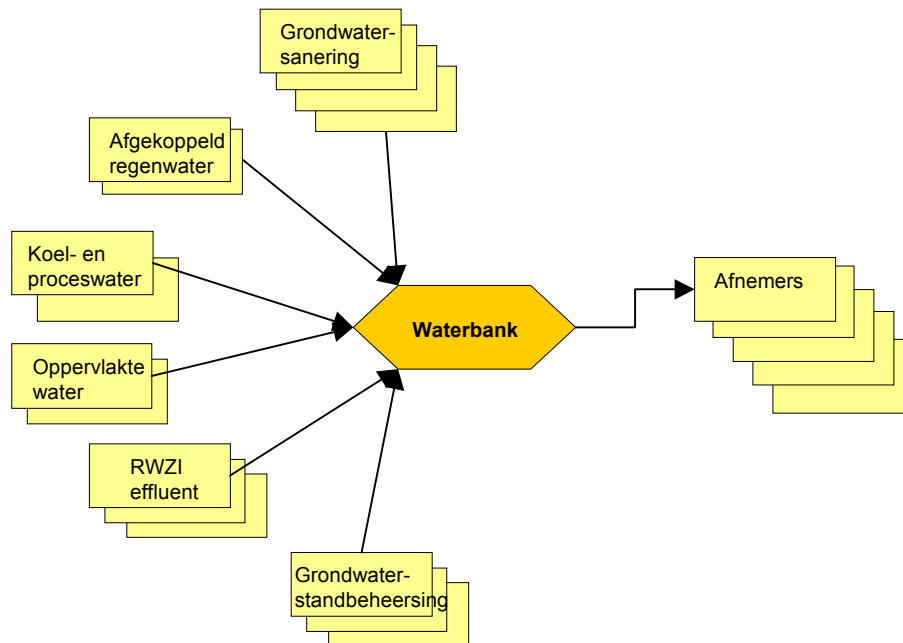 Grondwater-
sanering
Afgekoppeld
regenwater
Koel- en
proceswater
Oppervlakte
water
RWZI
effluent
Grondwater-
standbeheersing
Waterbank
Afnemers